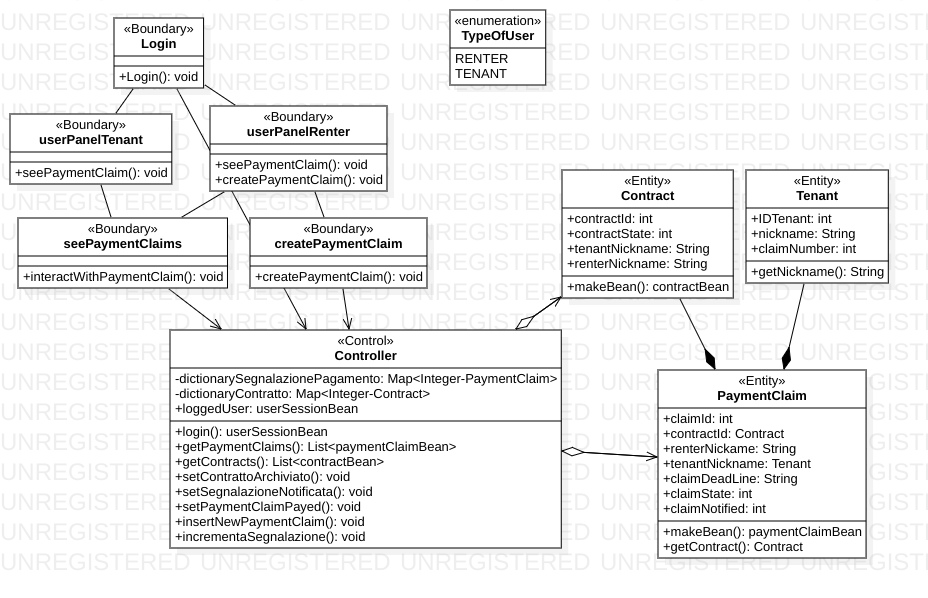 «Boundary»
Login
+Login(): void
«enumeration»
TypeOfUser
RENTER
TENANT
«Boundary»
userPanelTenant
+seePaymentClaim(): void
«Boundary»
userPanelRenter
+seePaymentClaim(): void
+createPaymentClaim(): void
«Boundary»
seePaymentClaims
+interactWithPaymentClaim(): void
«Boundary»
createPaymentClaim
+createPaymentClaim(): void
«Entity»
Contract
+contractId: int
+contractState: int
+tenantNickname: String
+renterNickname: String
+makeBean(): contractBean
«Entity»
Tenant
+IDTenant: int
+nickname: String
+claimNumber: int
+getNickname(): String
«Control»
Controller
-dictionarySegnalazionePagamento: Map<Integer-PaymentClaim>
-dictionaryContratto: Map<Integer-Contract>
+loggedUser: userSessionBean
+login(): userSessionBean
+getPaymentClaims(): List<paymentClaimBean>
+getContracts(): List<contractBean>
+setContrattoArchiviato(): void
+setSegnalazioneNotificata(): void
+setPaymentClaimPayed(): void
+insertNewPaymentClaim(): void
+incrementaSegnalazione(): void
«Entity»
PaymentClaim
+claimId: int
+contractId: Contract
+renterNickname: String
+tenantNickname: Tenant
+claimDeadLine: String
+claimState: int
+claimNotified: int
+makeBean(): paymentClaimBean
+getContract(): Contract
UNREGISTERED